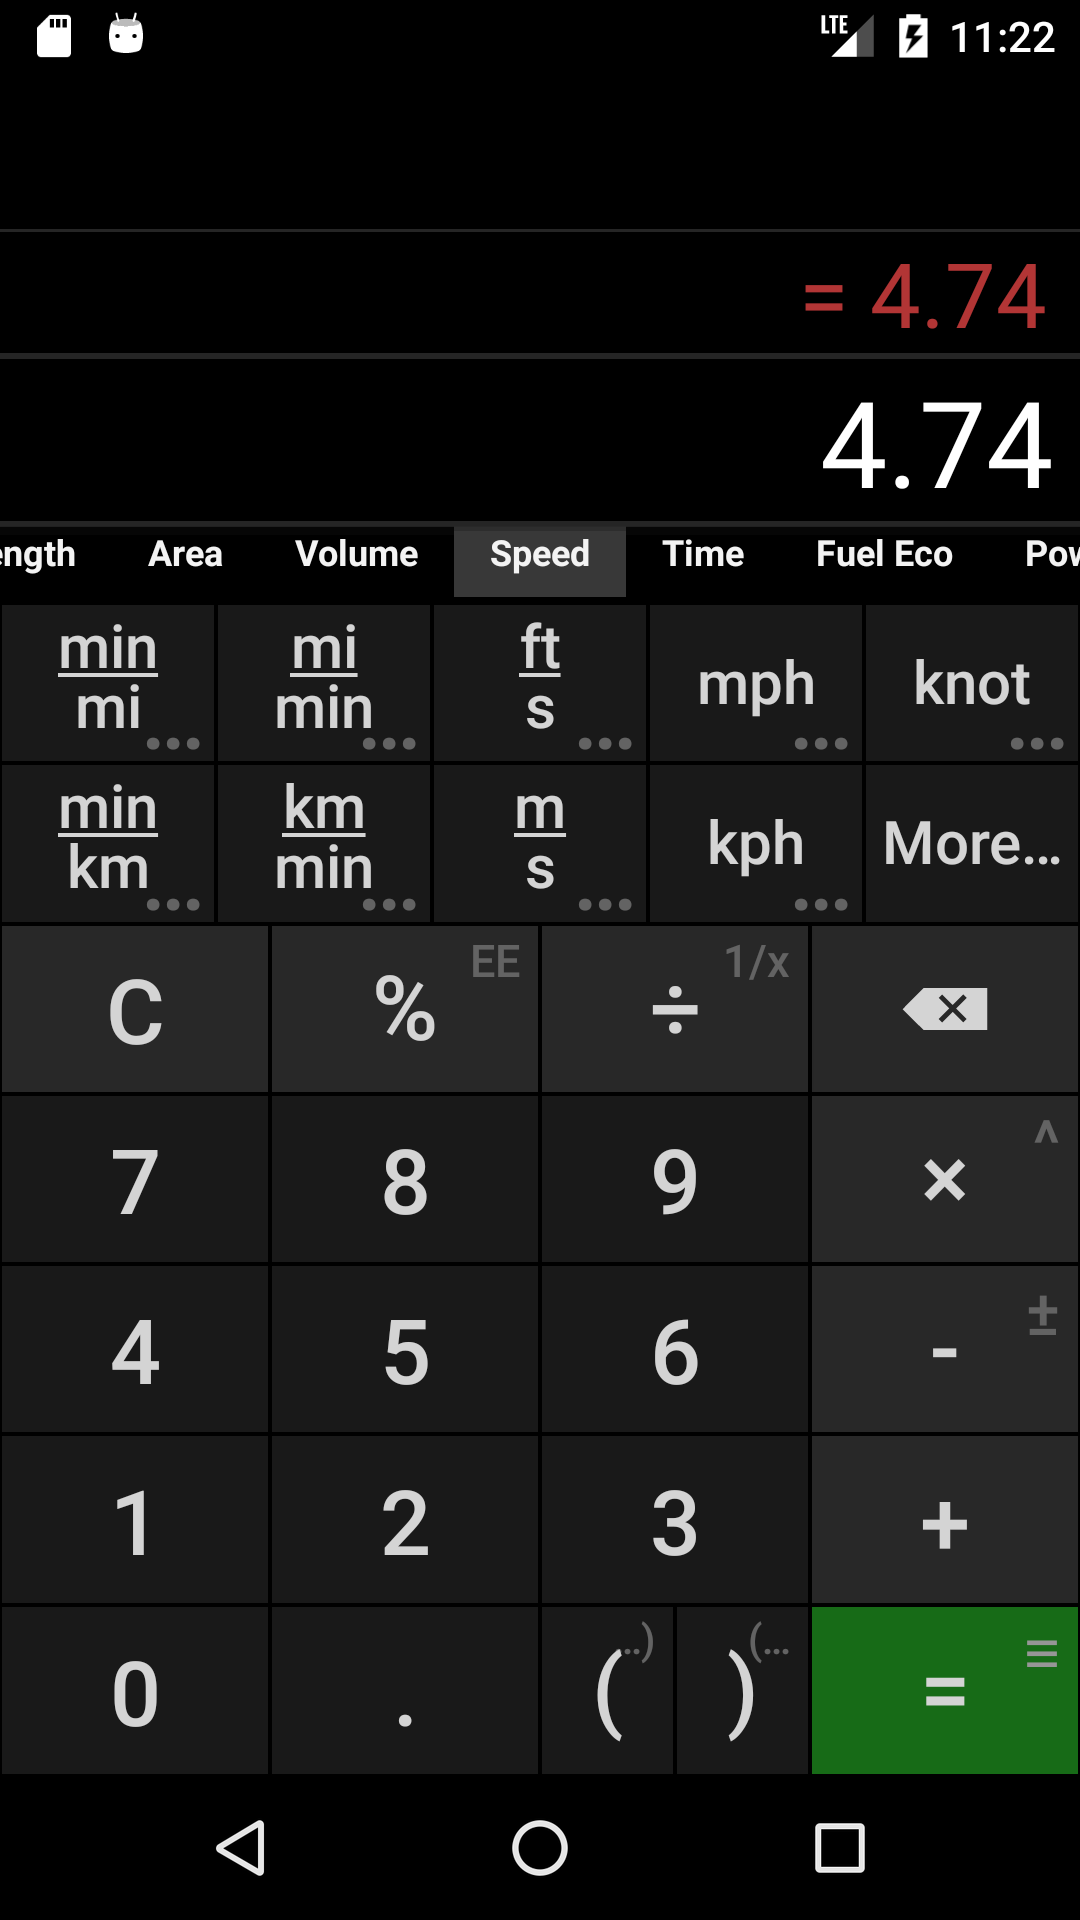 LTE 11:22
= 4.74
4.74
ength Area Volume Speed Time Fuel Eco Pow
min/mi mi/min ft/s mph knot
min/km km/min m/s kph More...
C % EE ÷ 1/x
7 8 9 × ^
4 5 6 - ±
1 2 3 +
0 . ( ..) ) (... =